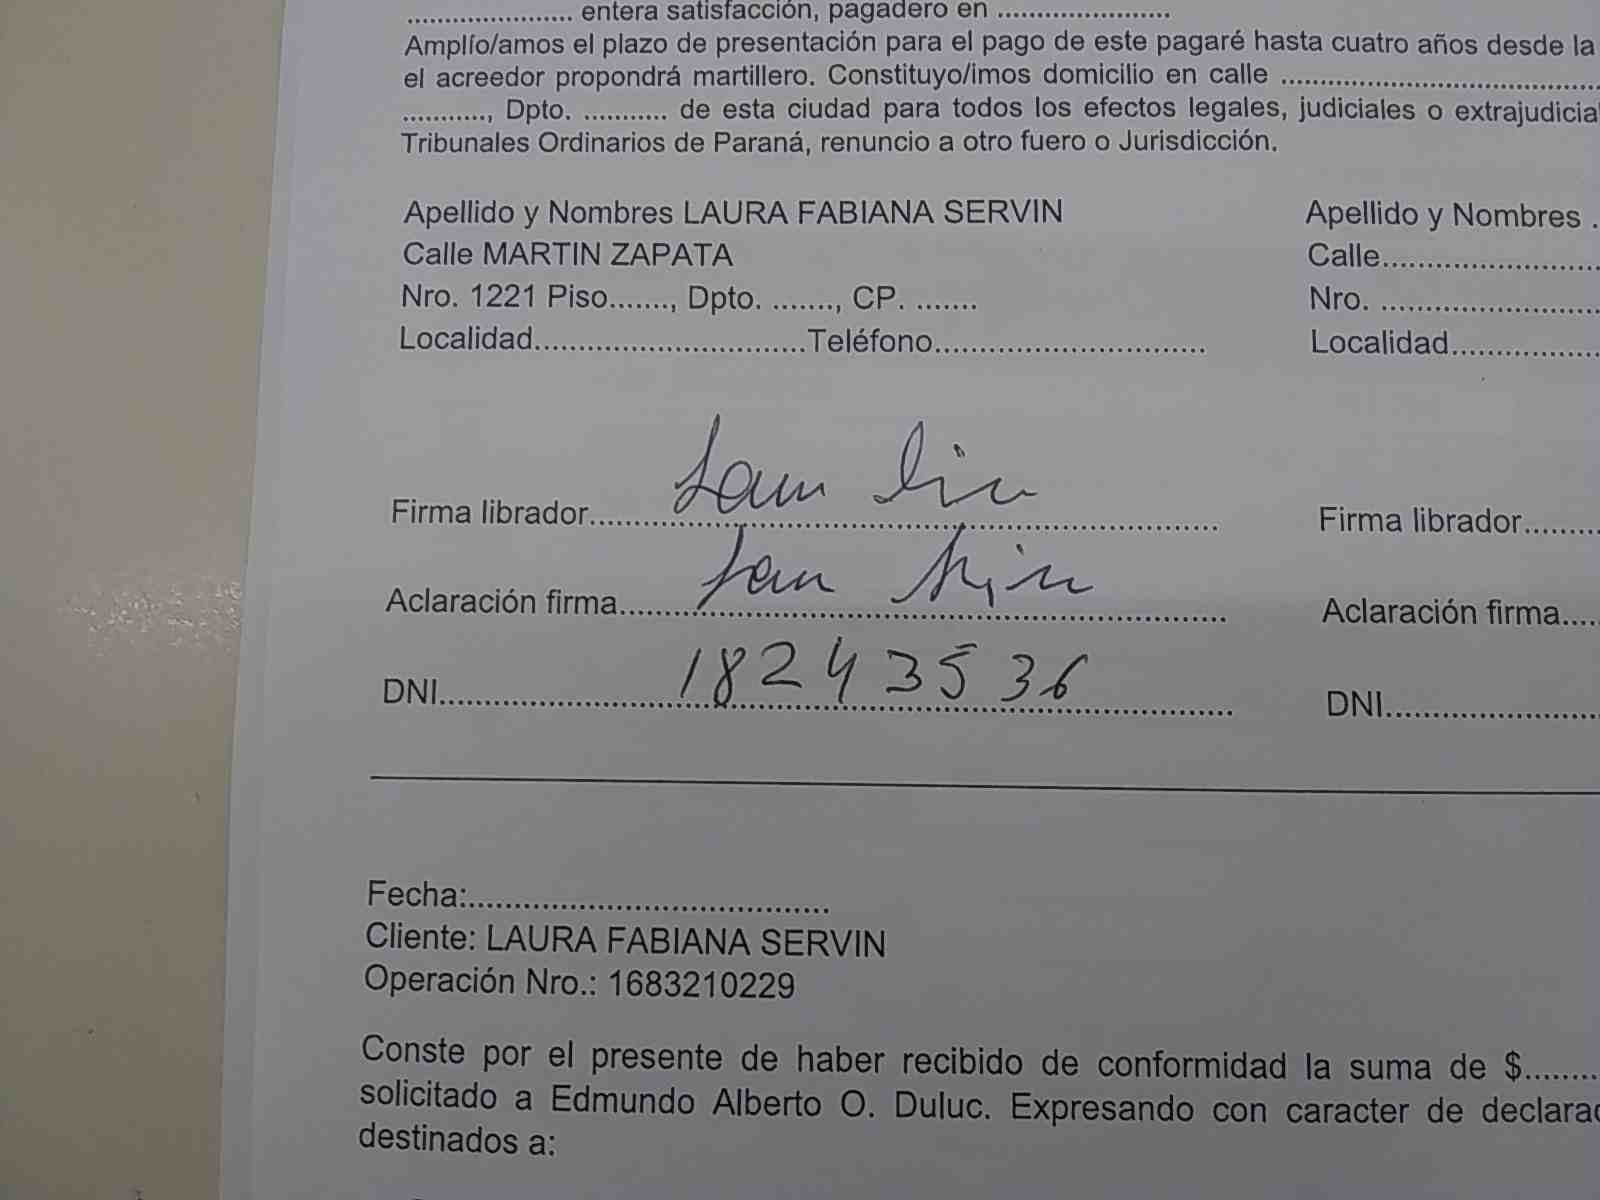 ...................... entera satisfacción, pagadero en ......................
Amplío/amos el plazo de presentación para el pago de este pagaré hasta cuatro años desde la
el acreedor propondrá martillero. Constituyo/imos domicilio en calle ........................................
..........., Dpto. ........... de esta ciudad para todos los efectos legales, judiciales o extrajudicia
Tribunales Ordinarios de Paraná, renuncio a otro fuero o Jurisdicción.
Apellido y Nombres LAURA FABIANA SERVIN
Calle MARTIN ZAPATA
Nro. 1221 Piso......., Dpto. ......., CP. .......
Localidad..............................Teléfono..............................
Apellido y Nombres .
Calle........................
Nro. ........................
Localidad.................
Firma librador......................................................................
Aclaración firma...................................................................
DNI 18243536
Firma librador.........
Aclaración firma....
DNI........................
Fecha:........................................
Cliente: LAURA FABIANA SERVIN
Operación Nro.: 1683210229
Conste por el presente de haber recibido de conformidad la suma de $.........
solicitado a Edmundo Alberto O. Duluc. Expresando con caracter de declarac
destinados a: